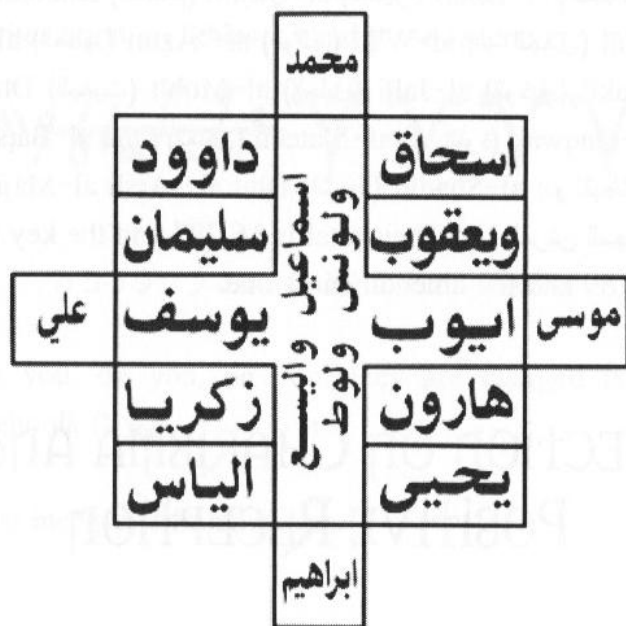 محمد
اسحاق
داوود
ويعقوب
سليمان
موسى
ايوب
يوسف
علي
هارون
زكريا
يحيى
الياس
اسماعيل واليسع
ويونس ولوط
ابراهيم